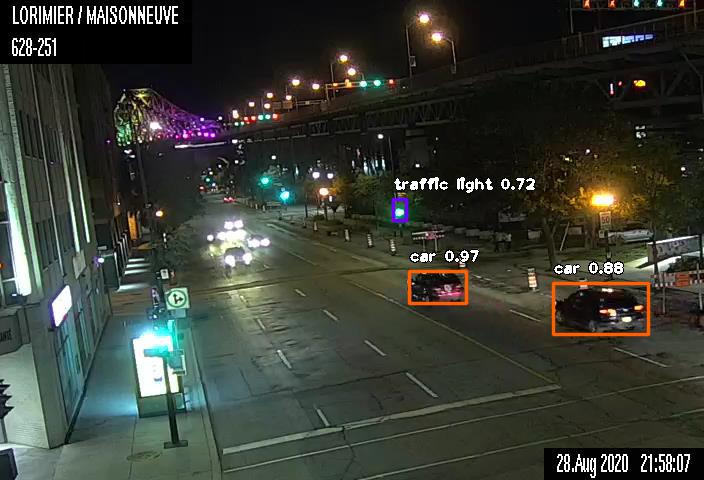 LORIMIER / MAISONNEUVE
628-251
traffic light 0.72
car 0.97
car 0.88
28.Aug 2020 21:58:07